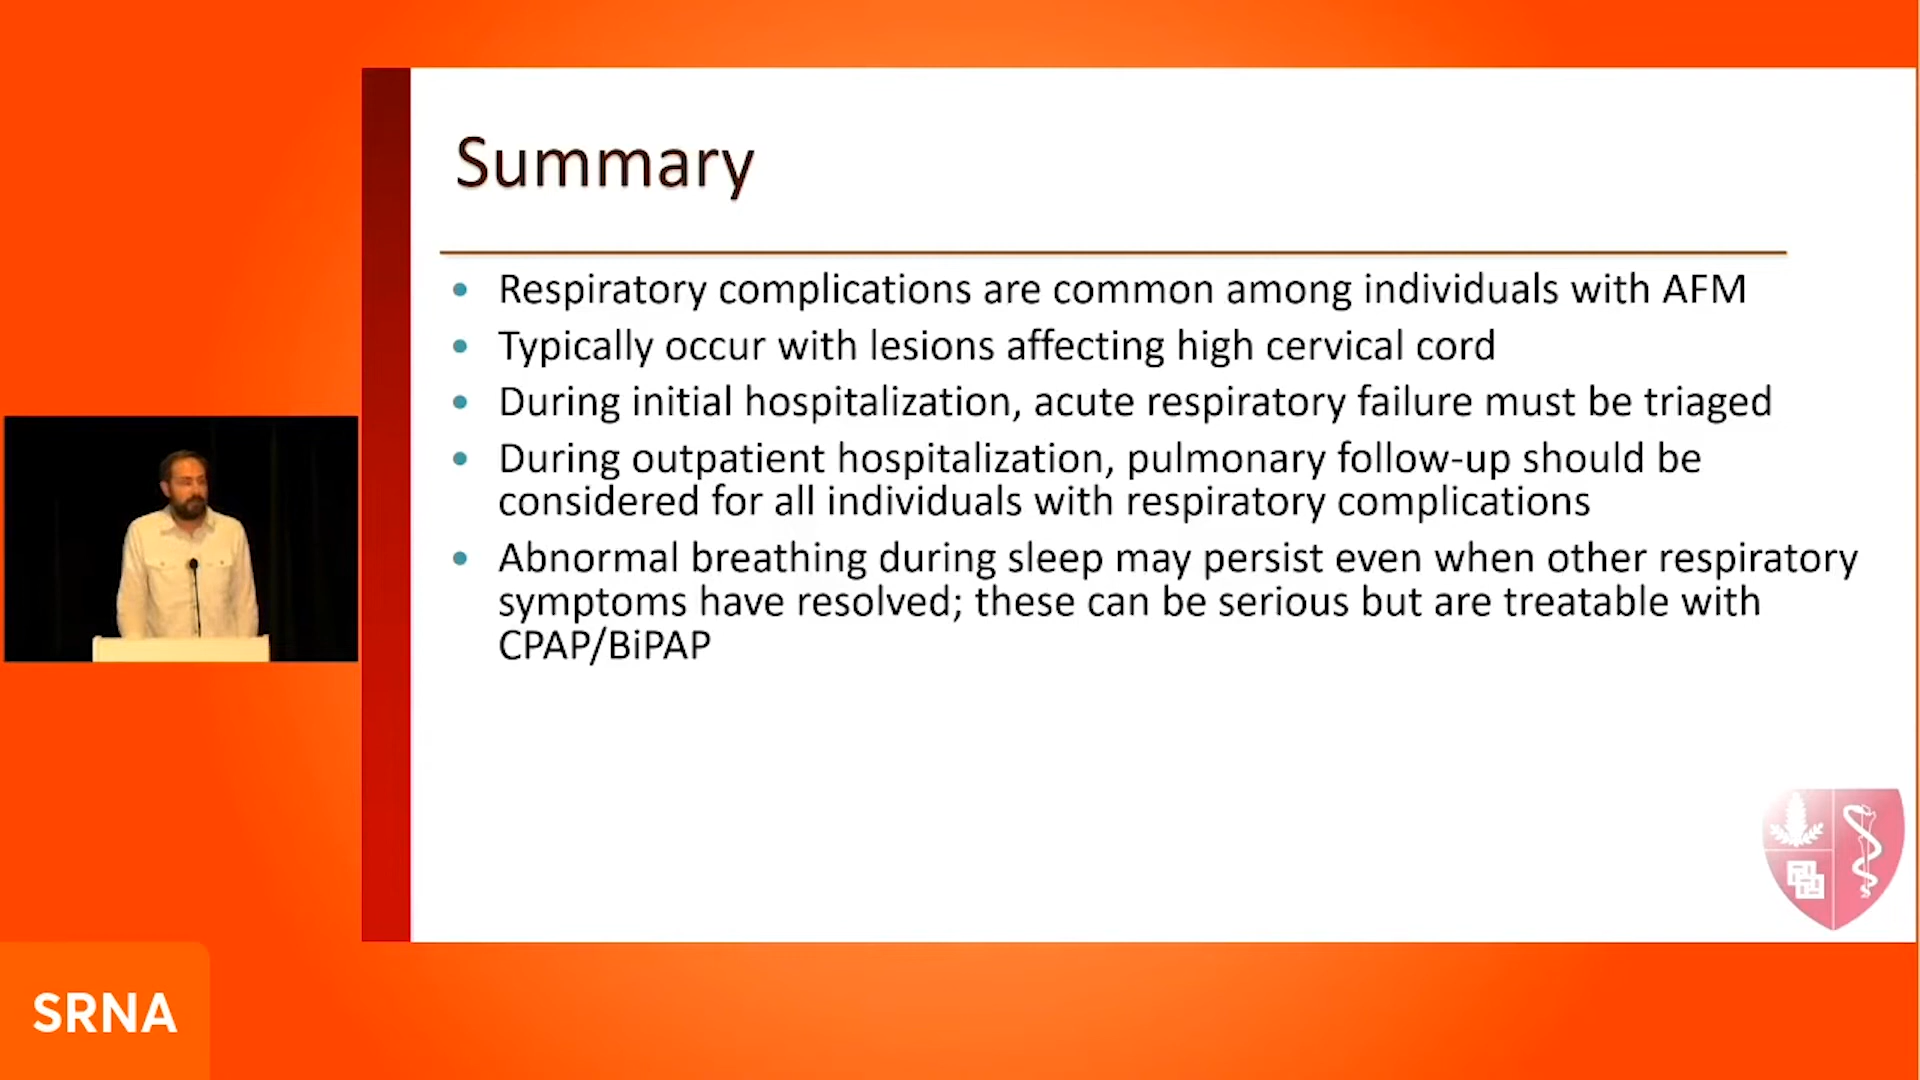 Summary
• Respiratory complications are common among individuals with AFM
• Typically occur with lesions affecting high cervical cord
• During initial hospitalization, acute respiratory failure must be triaged
• During outpatient hospitalization, pulmonary follow-up should be
considered for all individuals with respiratory complications
• Abnormal breathing during sleep may persist even when other respiratory
symptoms have resolved; these can be serious but are treatable with
CPAP/BiPAP
SRNA